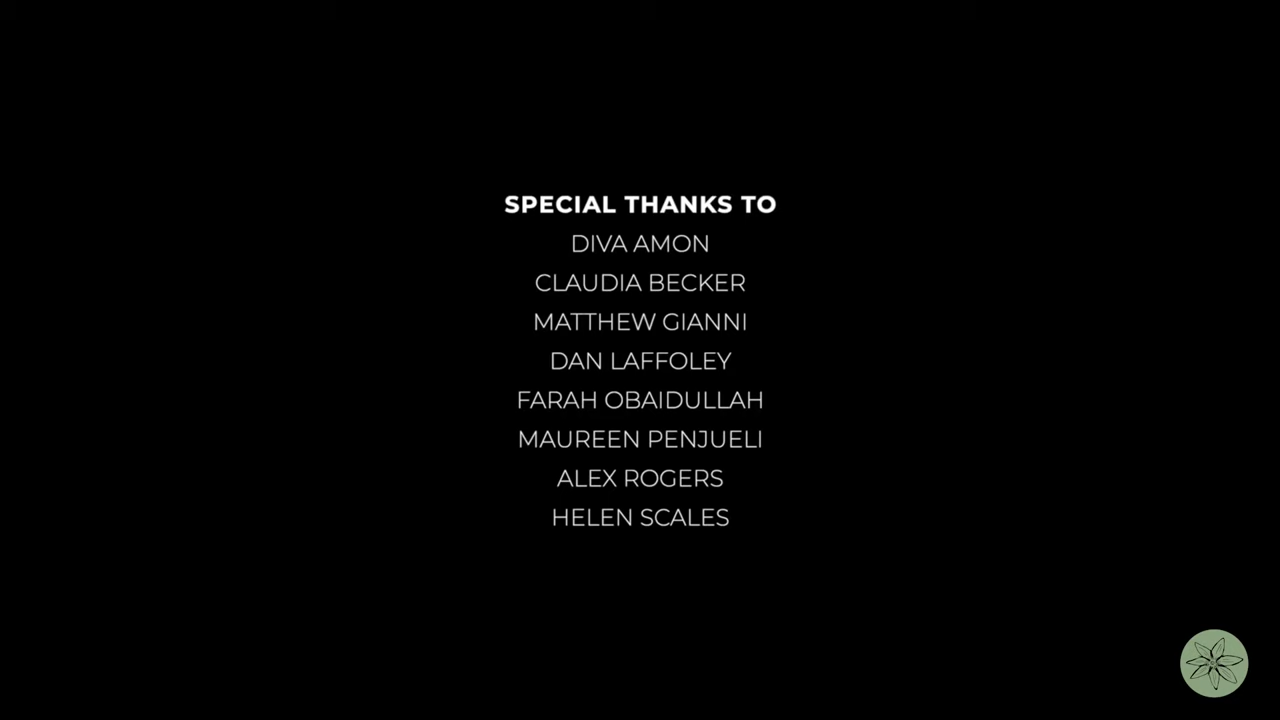 SPECIAL THANKS TO
DIVA AMON
CLAUDIA BECKER
MATTHEW GIANNI
DAN LAFFOLEY
FARAH OBAIDULLAH
MAUREEN PENJUELI
ALEX ROGERS
HELEN SCALES